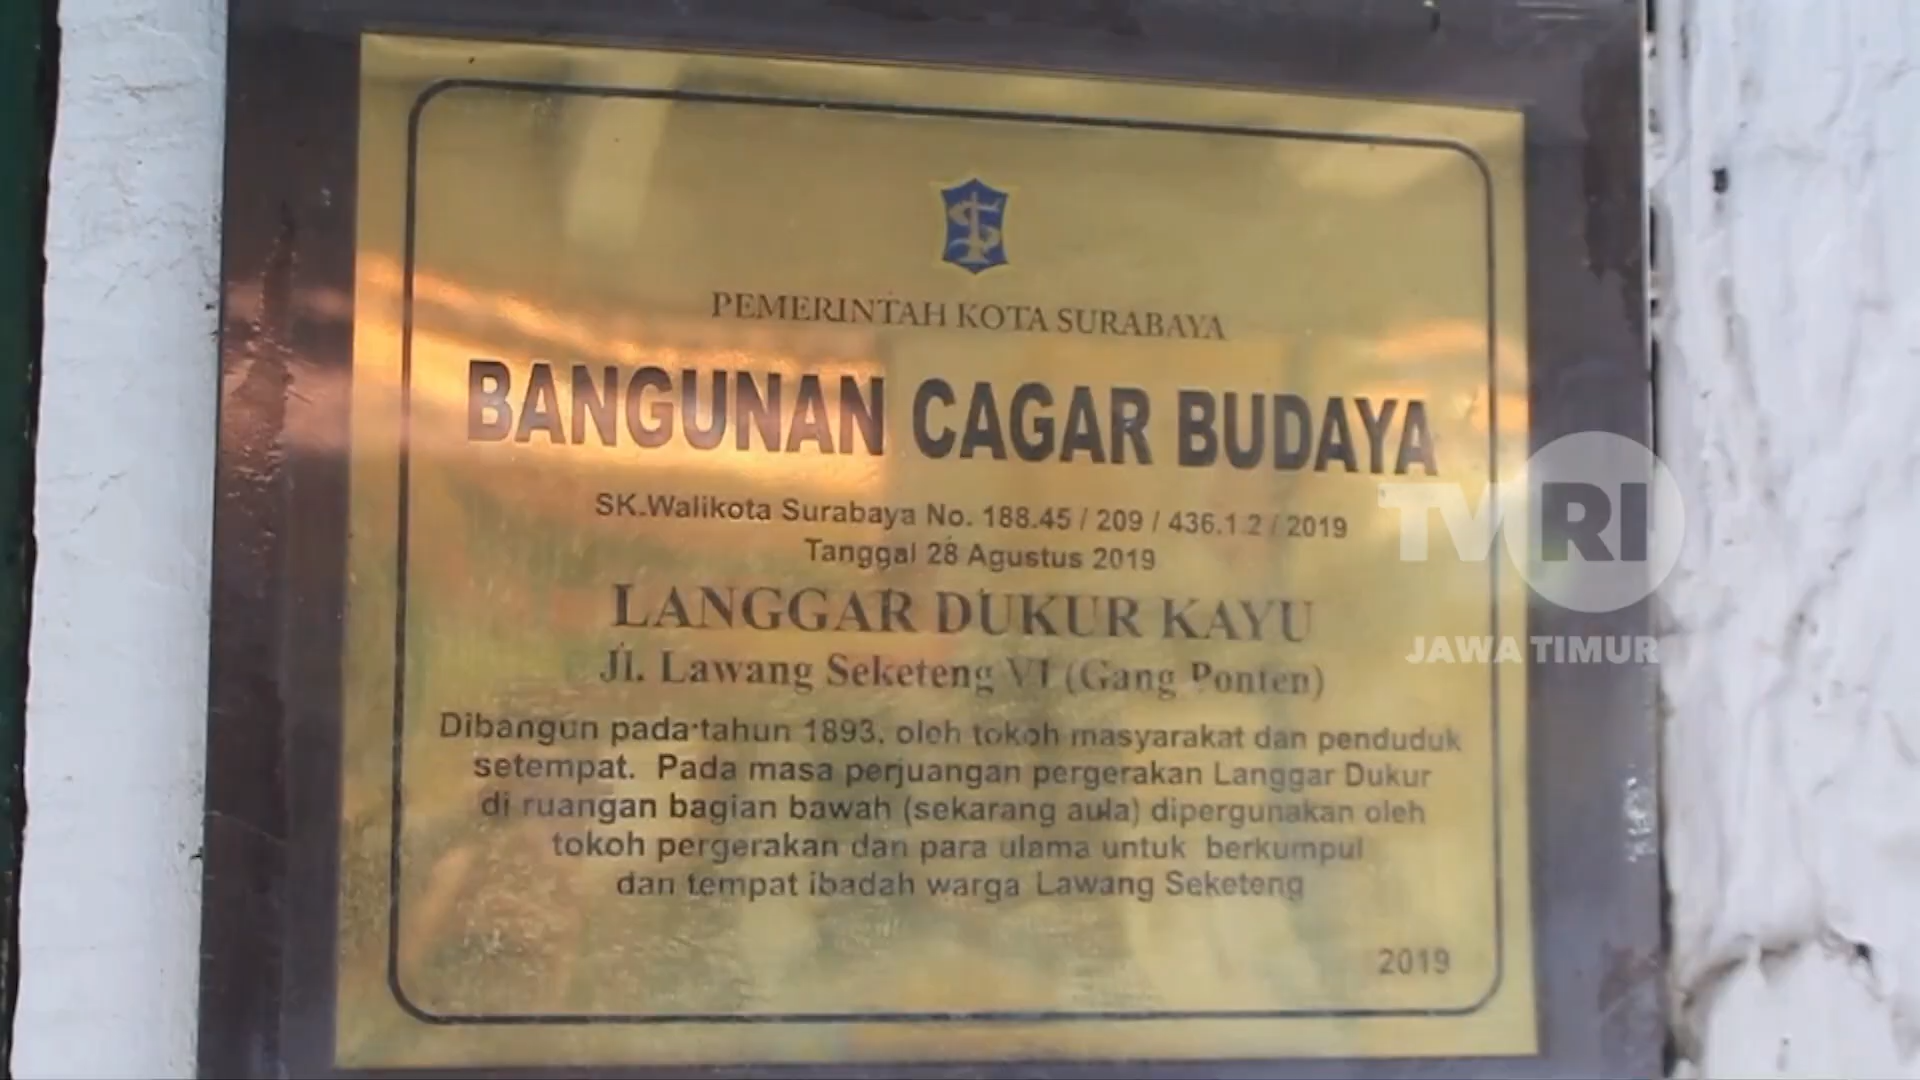 PEMERINTAH KOTA SURABAYA
BANGUNAN CAGAR BUDAYA
SK.Walikota Surabaya No. 188.45 / 209 / 436.1.2 / 2019
Tanggal 28 Agustus 2019
LANGGAR DUKUR KAYU
Jl. Lawang Seketeng VI (Gang Ponten)
Dibangun pada tahun 1893. oleh tokoh masyarakat dan penduduk
setempat. Pada masa perjuangan pergerakan Langgar Dukur
di ruangan bagian bawah (sekarang aula) dipergunakan oleh
tokoh pergerakan dan para ulama untuk berkumpul
dan tempat ibadah warga Lawang Seketeng
2019
TVRI
JAWA TIMUR